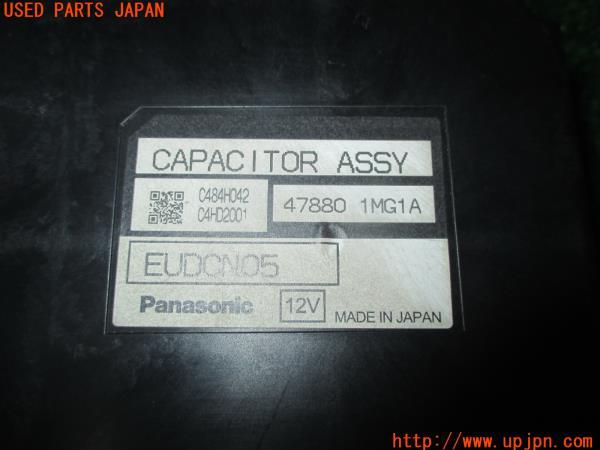 USED PARTS JAPAN
CAPACITOR ASSY
C484H042
C4HD2001
47880 1MG1A
EUDCN05
Panasonic
12V
MADE IN JAPAN
http://www.upjpn.com/